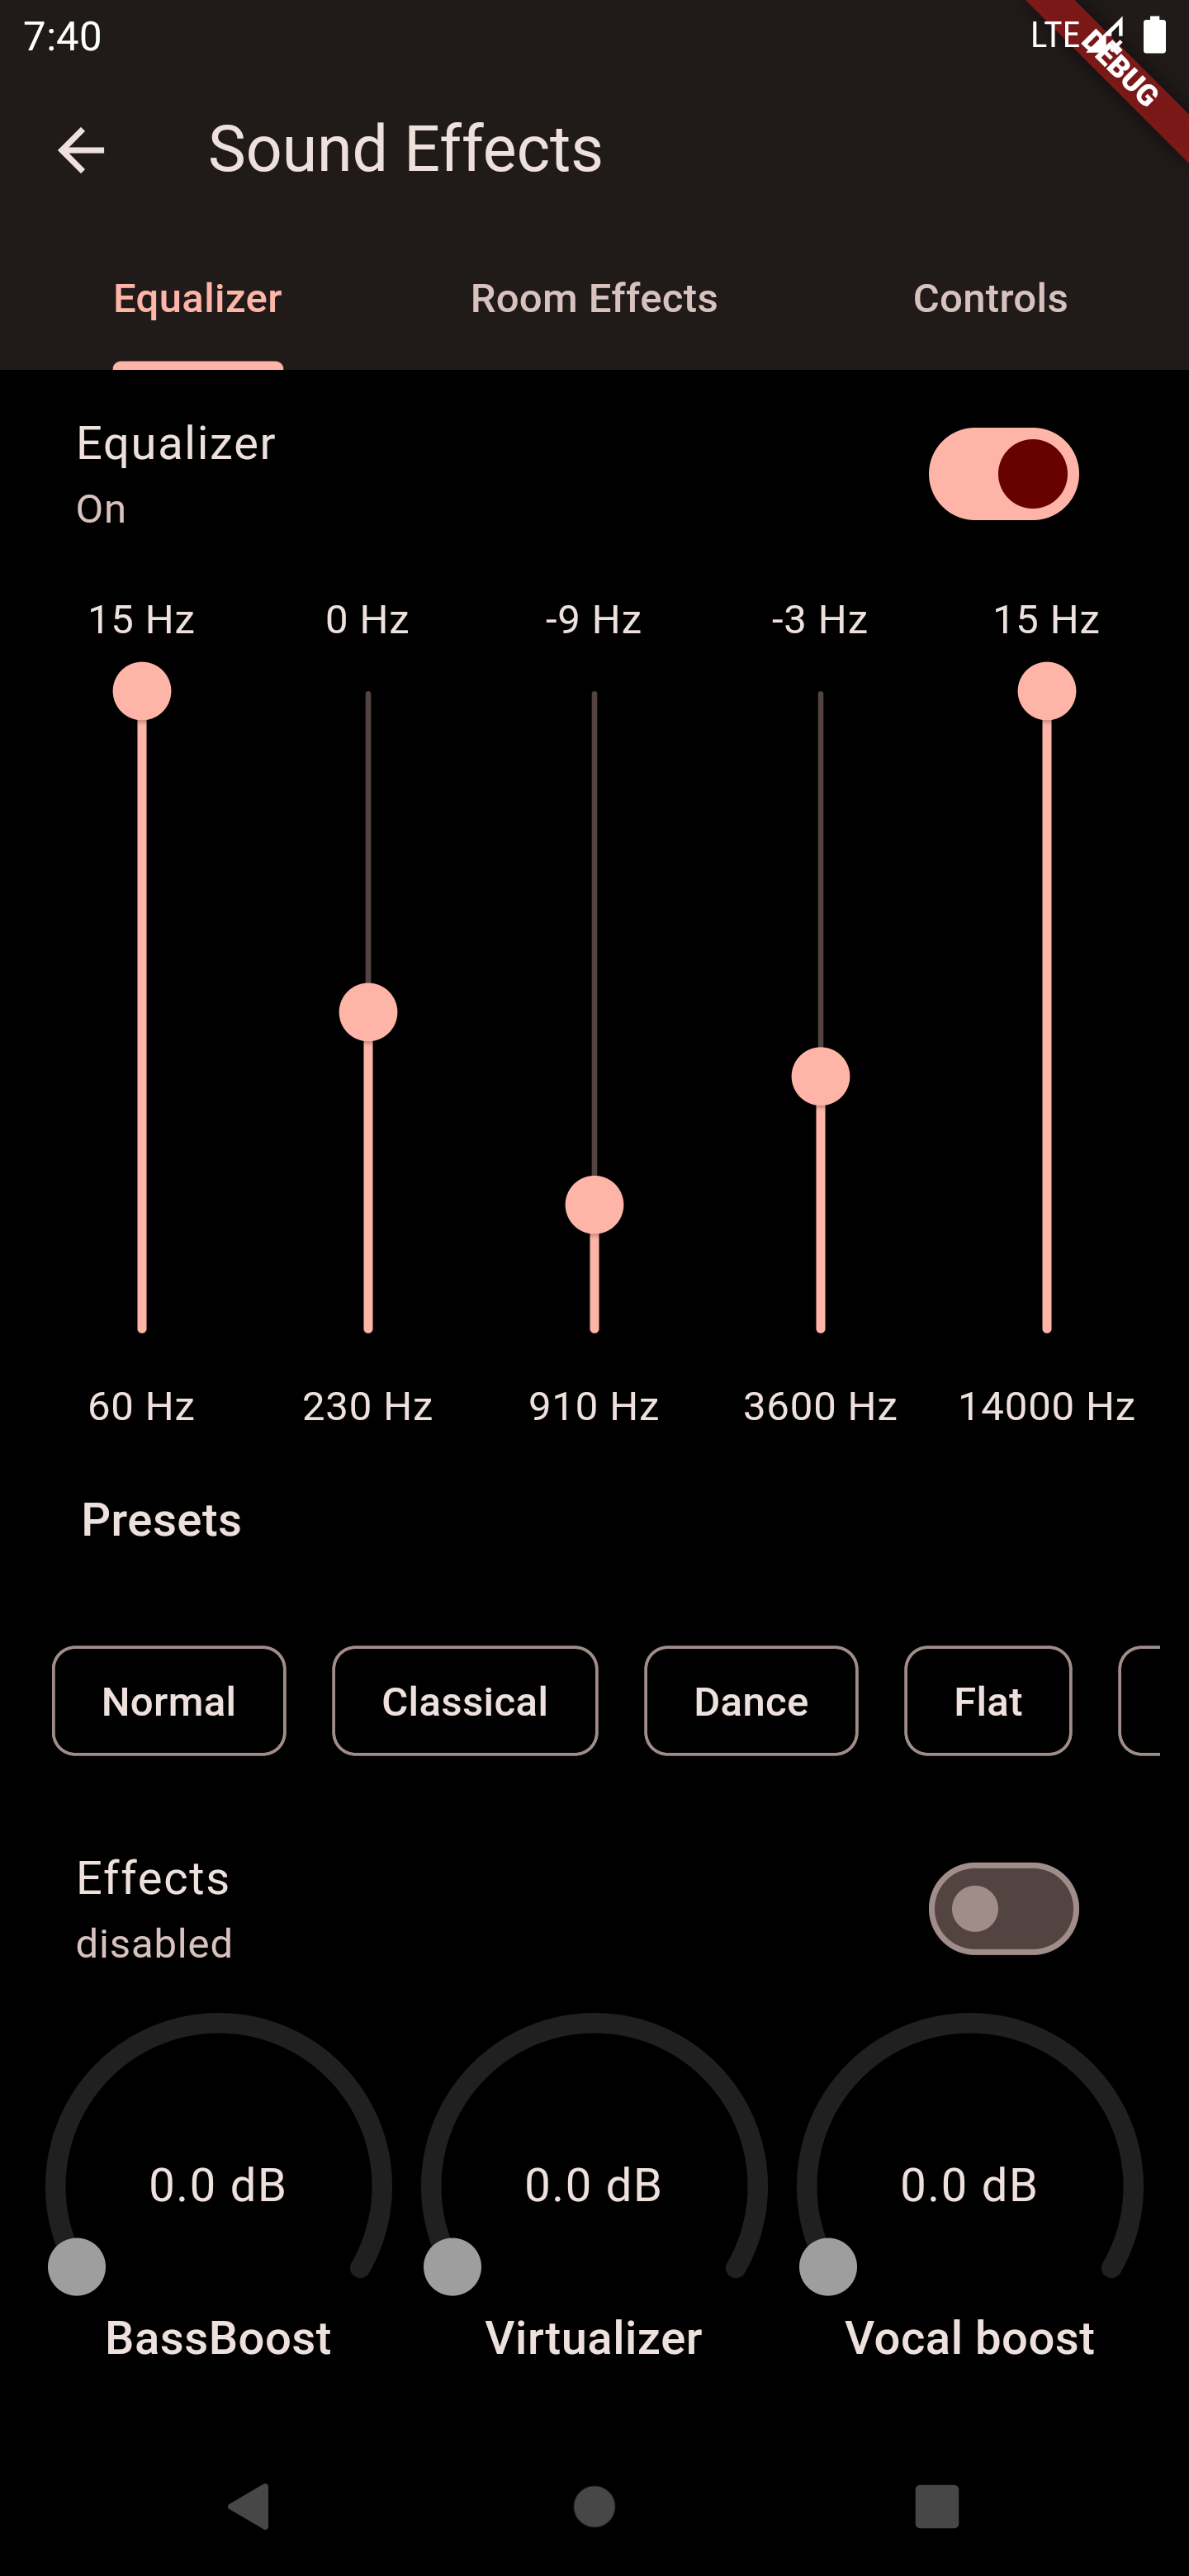 7:40
LTE
DEBUG
Sound Effects
Equalizer Room Effects Controls
Equalizer
On
15 Hz 0 Hz -9 Hz -3 Hz 15 Hz
60 Hz 230 Hz 910 Hz 3600 Hz 14000 Hz
Presets
Normal Classical Dance Flat
Effects
disabled
0.0 dB 0.0 dB 0.0 dB
BassBoost Virtualizer Vocal boost